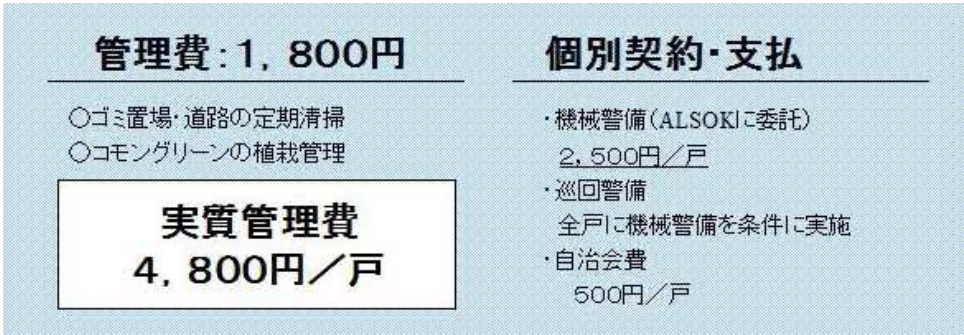 管理費:1,800円
○ゴミ置場・道路の定期清掃
○コモングリーンの植栽管理
実質管理費
4,800円/戸
個別契約・支払
・機械警備(ALSOKに委託)
2,500円/戸
・巡回警備
全戸に機械警備を条件に実施
・自治会費
500円/戸